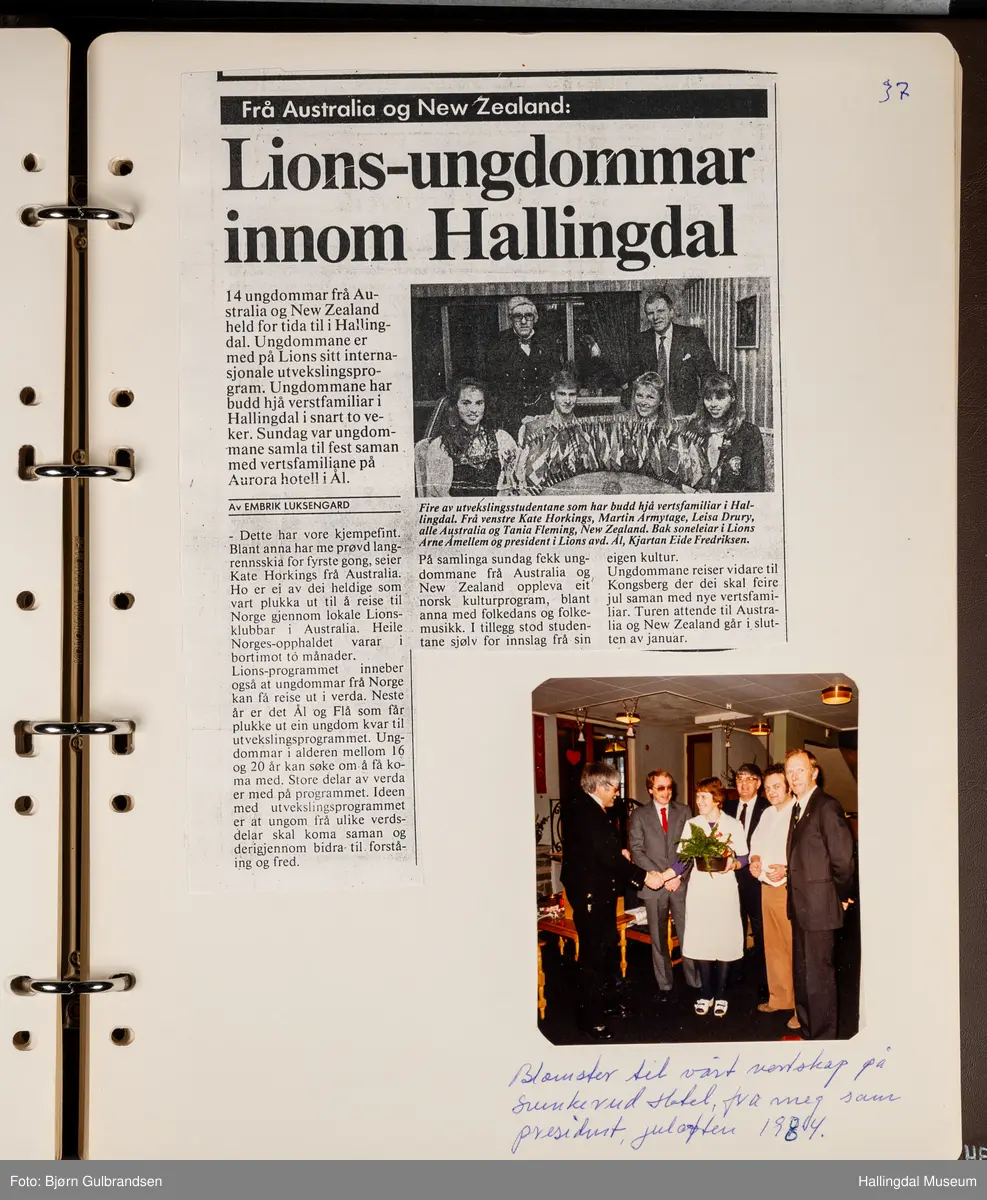 37
Frå Australia og New Zealand:
Lions-ungdommar
innom Hallingdal
14 ungdommar frå Au-
stralia og New Zealand
held for tida til i Halling-
dal. Ungdommane er
med på Lions sitt interna-
sjonale utvekslingspro-
gram. Ungdommane har
budd hjå verstfamiliar i
Hallingdal i snart to ve-
ker. Sundag var ungdom-
mane samla til fest saman
med vertsfamiliane på
Aurora hotell i Ål.
Av EMBRIK LUKSENGARD
- Dette har vore kjempefint.
Blant anna har me prøvd lang-
rennsskia for fyrste gong, seier
Kate Horkings frå Australia.
Ho er ei av dei heldige som
vart plukka ut til å reise til
Norge gjennom lokale Lions-
klubbar i Australia. Heile
Norges-opphaldet varar i
bortimot tó månader.
Lions-programmet inneber
også at ungdommar frå Norge
kan få reise ut i verda. Neste
år er det Ål og Flå som får
plukke ut ein ungdom kvar til
utvekslingsprogrammet. Ung-
dommar i alderen mellom 16
og 20 år kan søke om å få ko-
ma med. Store delar av verda
er med på programmet. Ideen
med utvekslingsprogrammet
er at ungom frå ulike verds-
delar skal koma saman og
derigjennom bidra til forstå-
ing og fred.
Fire av utvekslingsstudentane som har budd hjå vertsfamiliar i Hal-
lingdal. Frå venstre Kate Horkings, Martin Armytage, Leisa Drury,
alle Australia og Tania Fleming, New Zealand. Bak soneleiar i Lions
Arne Åmellem og president i Lions avd. Ål, Kjartan Eide Fredriksen.
På samlinga sundag fekk ung-
dommane frå Australia og
New Zealand oppleva eit
norsk kulturprogram, blant
anna med folkedans og folke-
musikk. I tillegg stod studen-
tane sjølv for innslag frå sin
eigen kultur.
Ungdommane reiser vidare til
Kongsberg der dei skal feire
jul saman med nye vertsfami-
liar. Turen attende til Austra-
lia og New Zealand går i slut-
ten av januar.
Blomster til vårt vertskap på
Svenkerud Hotel, fra meg som
president, julaften 1984.
Foto: Bjørn Gulbrandsen
Hallingdal Museum